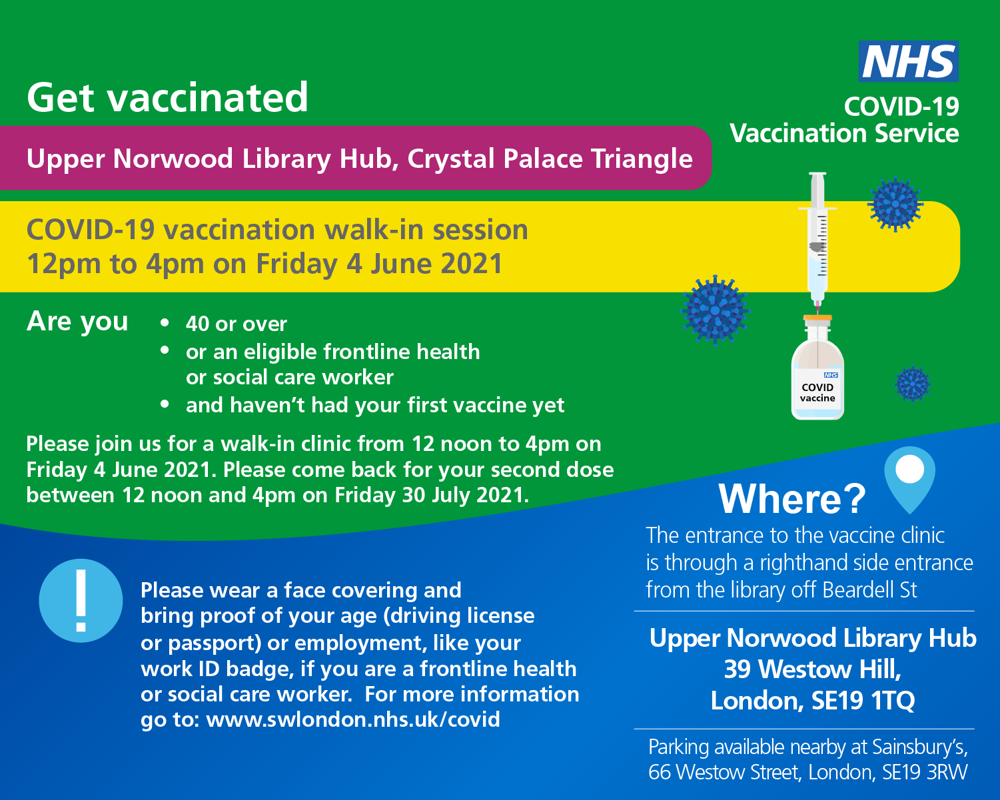 NHS
COVID-19
Vaccination Service
Get vaccinated
Upper Norwood Library Hub, Crystal Palace Triangle
COVID-19 vaccination walk-in session
12pm to 4pm on Friday 4 June 2021
Are you
• 40 or over
• or an eligible frontline health
or social care worker
• and haven’t had your first vaccine yet
NHS
COVID
vaccine
Please join us for a walk-in clinic from 12 noon to 4pm on
Friday 4 June 2021. Please come back for your second dose
between 12 noon and 4pm on Friday 30 July 2021.
!
Please wear a face covering and
bring proof of your age (driving license
or passport) or employment, like your
work ID badge, if you are a frontline health
or social care worker.  For more information
go to: www.swlondon.nhs.uk/covid
Where?
The entrance to the vaccine clinic
is through a righthand side entrance
from the library off Beardell St
Upper Norwood Library Hub
39 Westow Hill,
London, SE19 1TQ
Parking available nearby at Sainsbury’s,
66 Westow Street, London, SE19 3RW